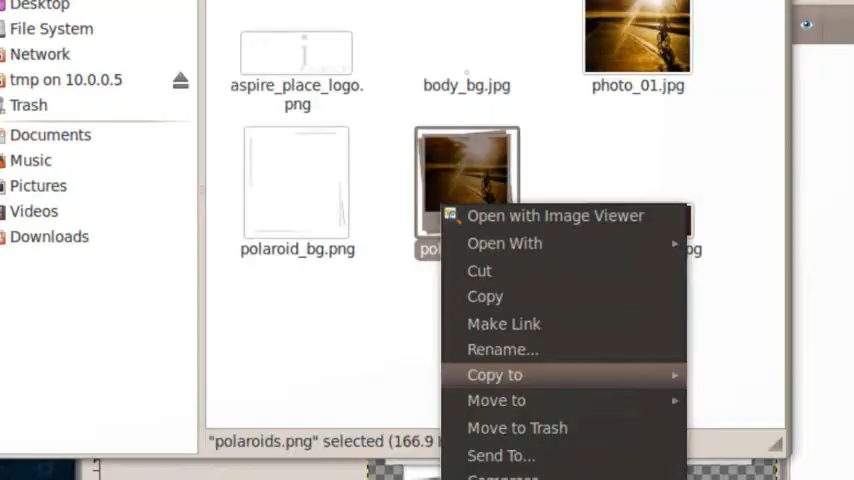 Desktop
File System
Network
tmp on 10.0.0.5
Trash
Documents
Music
Pictures
Videos
Downloads
aspire_place_logo.
png
body_bg.jpg
photo_01.jpg
polaroid_bg.png
Open with Image Viewer
Open With
Cut
Copy
Make Link
Rename...
Copy to
Move to
Move to Trash
Send To...
"polaroids.png" selected (166.9